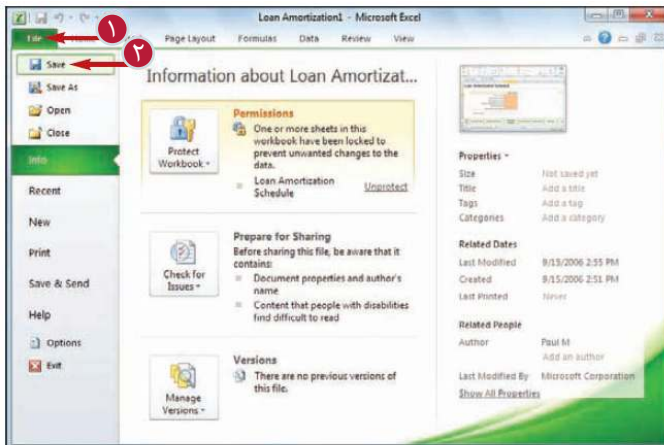 Loan Amortization1 - Microsoft Excel
File Page Layout Formulas Data Review View
۱
۲
Save
Save As
Open
Close
Info
Recent
New
Print
Save & Send
Help
Options
Exit
Information about Loan Amortizat...
Protect
Workbook
Permissions
One or more sheets in this
workbook have been locked to
prevent unwanted changes to the
data.
Loan Amortization
Schedule
Unprotect
Check for
Issues
Prepare for Sharing
Before sharing this file, be aware that it
contains:
Document properties and author's
name
Content that people with disabilities
find difficult to read
Manage
Versions
Versions
There are no previous versions of
this file.
Properties
Size Not saved yet
Title Add a title
Tags Add a tag
Categories Add a category
Related Dates
Last Modified 9/15/2006 2:55 PM
Created 9/15/2006 2:51 PM
Last Printed Never
Related People
Author Paul M
Add an author
Last Modified By Microsoft Corporation
Show All Properties